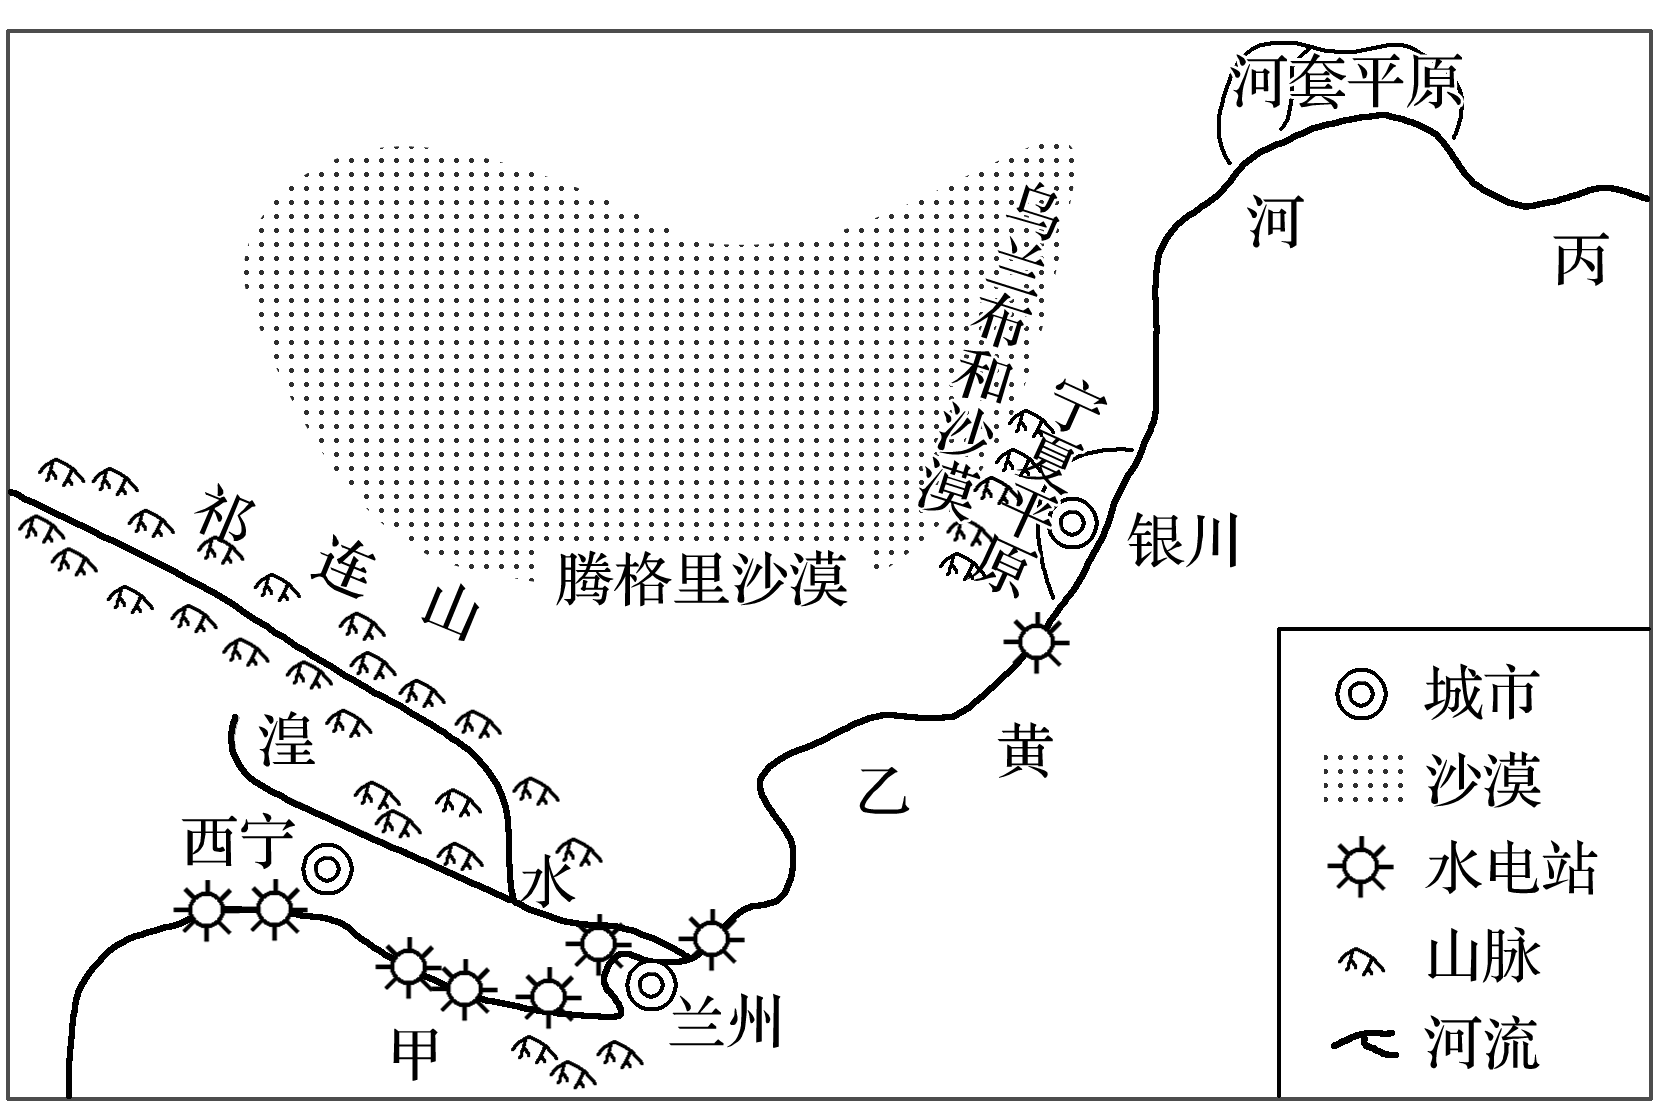 河套平原
河
丙
乌兰布和沙漠
宁夏平原
银川
腾格里沙漠
祁连山
湟水
西宁
黄
乙
甲
兰州
城市
沙漠
水电站
山脉
河流